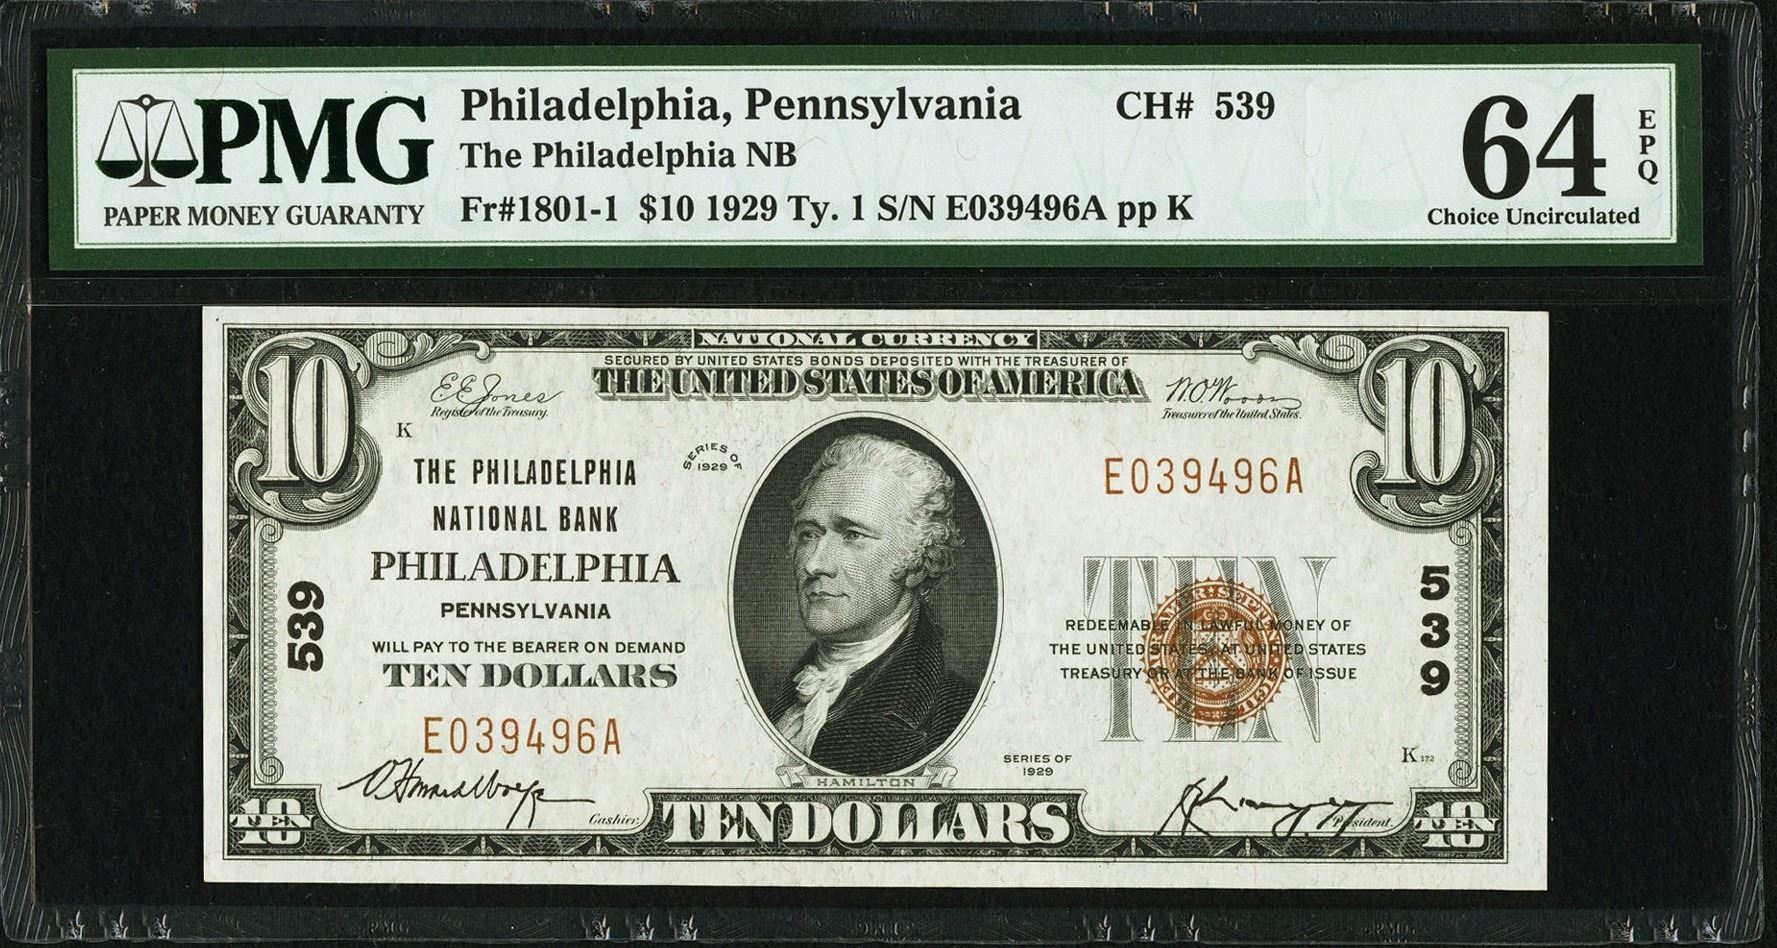 PMG
PAPER MONEY GUARANTY
Philadelphia, Pennsylvania CH# 539
The Philadelphia NB
Fr#1801-1 $10 1929 Ty. 1 S/N E039496A pp K
64
EPQ
Choice Uncirculated
NATIONAL CURRENCY
SECURED BY UNITED STATES BONDS DEPOSITED WITH THE TREASURER OF
THE UNITED STATES OF AMERICA
10
10
E E Jones
Register of the Treasury.
W.O. Woods
Treasurer of the United States.
K
SERIES OF
1929
THE PHILADELPHIA
NATIONAL BANK
PHILADELPHIA
PENNSYLVANIA
WILL PAY TO THE BEARER ON DEMAND
TEN DOLLARS
E039496A
E039496A
539
539
TEN
REDEEMABLE IN LAWFUL MONEY OF
THE UNITED STATES AT UNITED STATES
TREASURY OR AT THE BANK OF ISSUE
K172
SERIES OF
1929
HAMILTON
Cashier.
President.
10
TEN
TEN DOLLARS
10
TEN